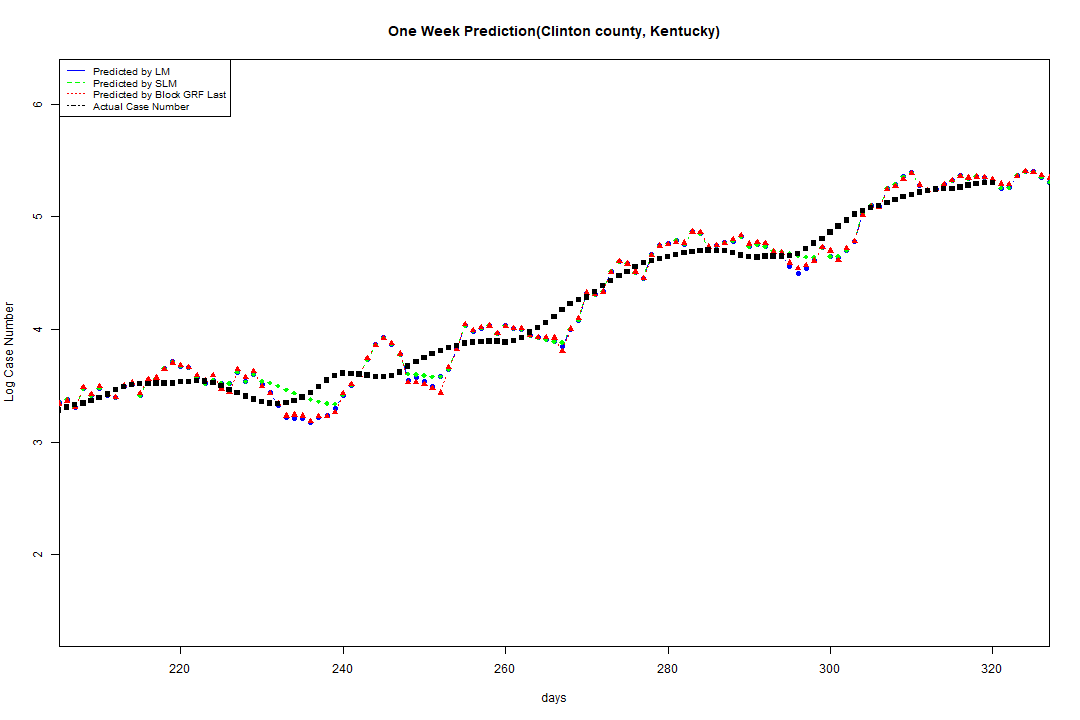 One Week Prediction(Clinton county, Kentucky)
Predicted by LM
Predicted by SLM
Predicted by Block GRF Last
Actual Case Number
6
5
4
3
2
Log Case Number
220 240 260 280 300 320
days